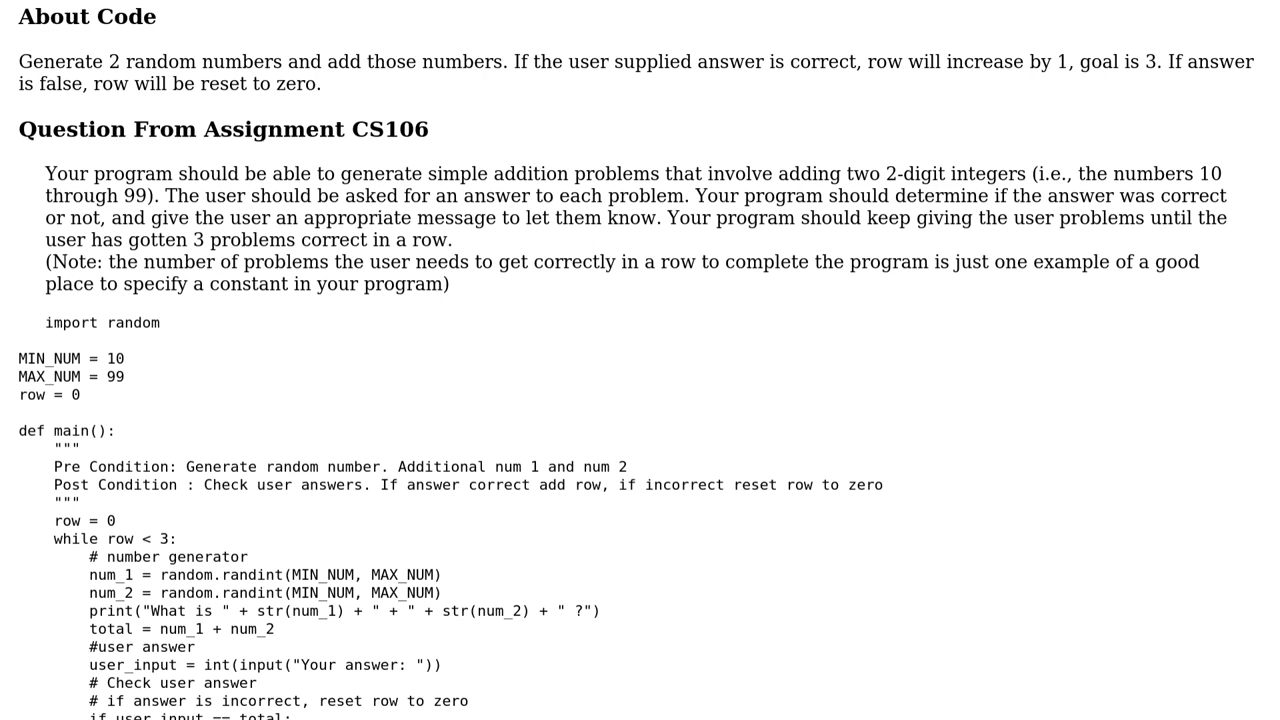 About Code
Generate 2 random numbers and add those numbers. If the user supplied answer is correct, row will increase by 1, goal is 3. If answer
is false, row will be reset to zero.
Question From Assignment CS106
Your program should be able to generate simple addition problems that involve adding two 2-digit integers (i.e., the numbers 10
through 99). The user should be asked for an answer to each problem. Your program should determine if the answer was correct
or not, and give the user an appropriate message to let them know. Your program should keep giving the user problems until the
user has gotten 3 problems correct in a row.
(Note: the number of problems the user needs to get correctly in a row to complete the program is just one example of a good
place to specify a constant in your program)
import random
MIN_NUM = 10
MAX_NUM = 99
row = 0
def main():
    """
    Pre Condition: Generate random number. Additional num 1 and num 2
    Post Condition : Check user answers. If answer correct add row, if incorrect reset row to zero
    """
    row = 0
    while row < 3:
        # number generator
        num_1 = random.randint(MIN_NUM, MAX_NUM)
        num_2 = random.randint(MIN_NUM, MAX_NUM)
        print("What is " + str(num_1) + " + " + str(num_2) + " ?")
        total = num_1 + num_2
        #user answer
        user_input = int(input("Your answer: "))
        # Check user answer
        # if answer is incorrect, reset row to zero
        if user_input == total: